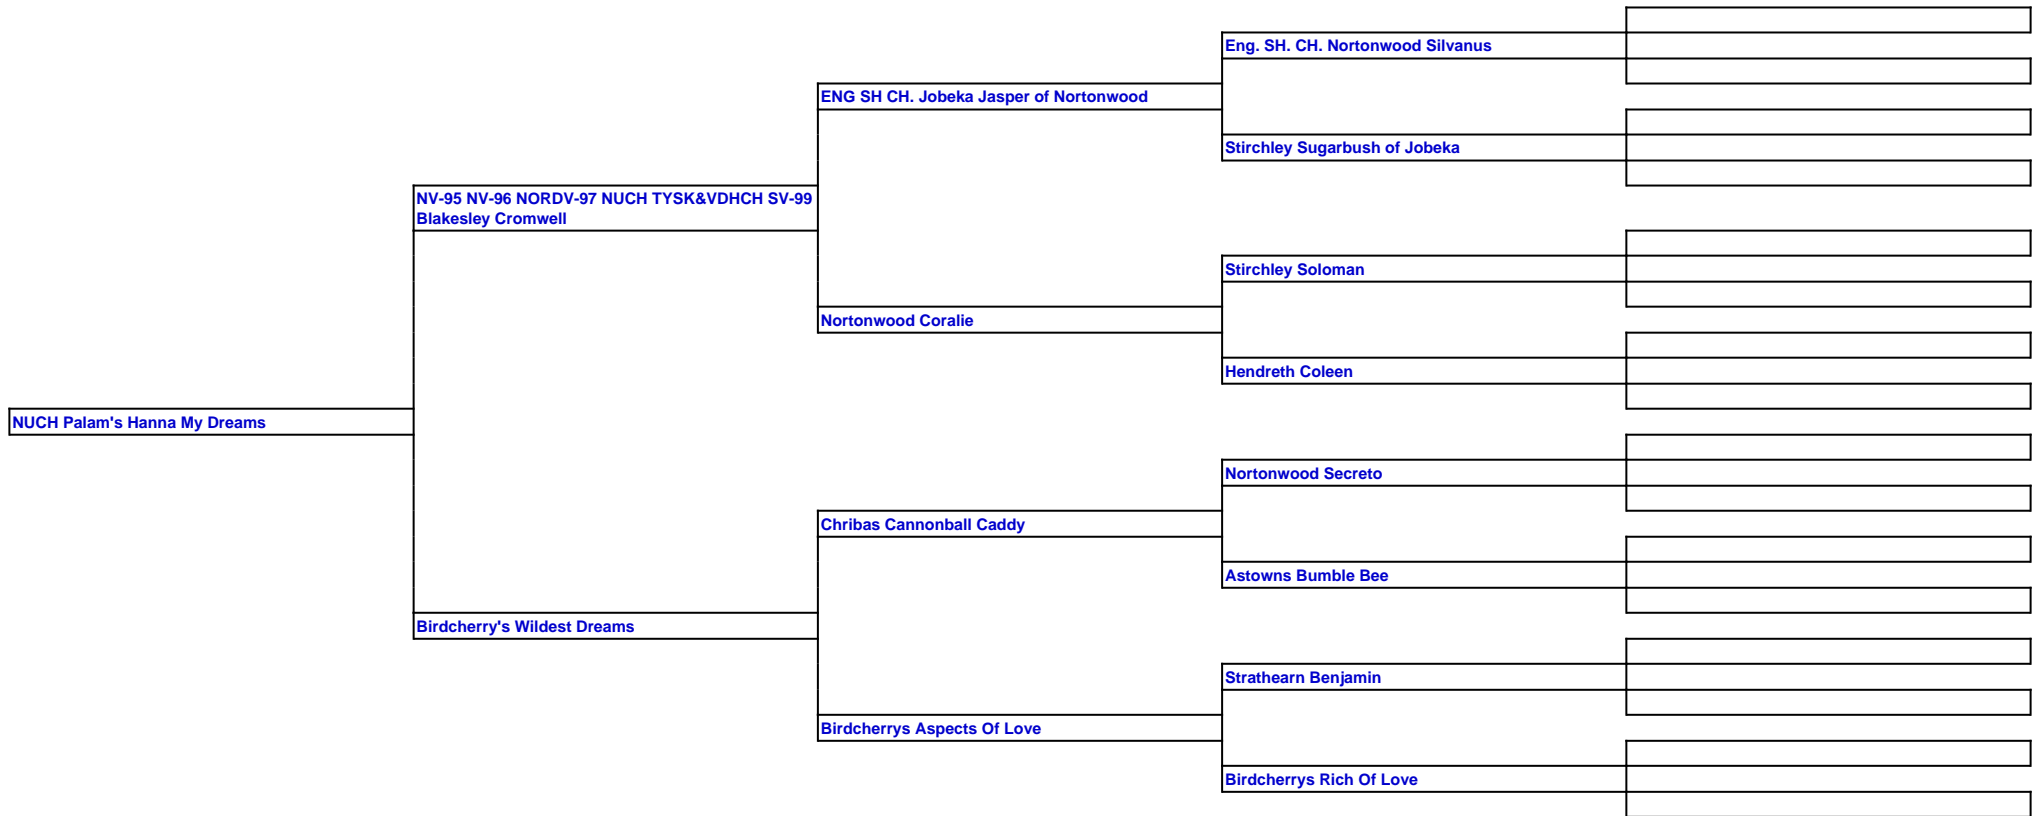 Eng. SH. CH. Nortonwood Silvanus
ENG SH CH. Jobeka Jasper of Nortonwood
Stirchley Sugarbush of Jobeka
NV-95 NV-96 NORDV-97 NUCH TYSK&VDHCH SV-99
Blakesley Cromwell
Stirchley Soloman
Nortonwood Coralie
Hendreth Coleen
NUCH Palam's Hanna My Dreams
Nortonwood Secreto
Chribas Cannonball Caddy
Astowns Bumble Bee
Birdcherry's Wildest Dreams
Strathearn Benjamin
Birdcherrys Aspects Of Love
Birdcherrys Rich Of Love